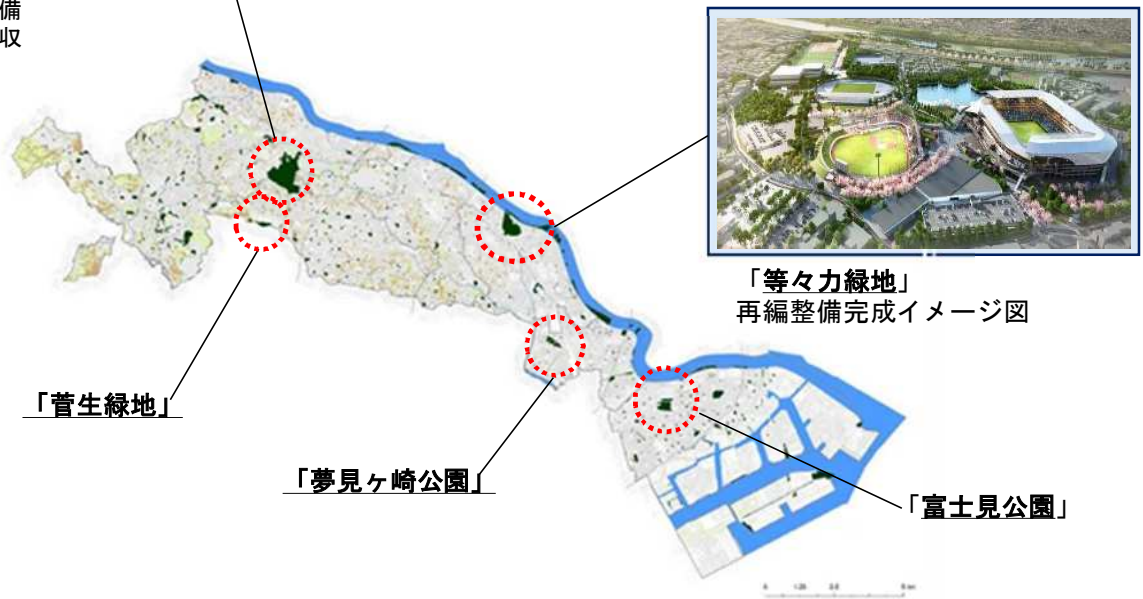 備
収
「等々力緑地」
再編整備完成イメージ図
「菅生緑地」
「夢見ヶ崎公園」
「富士見公園」